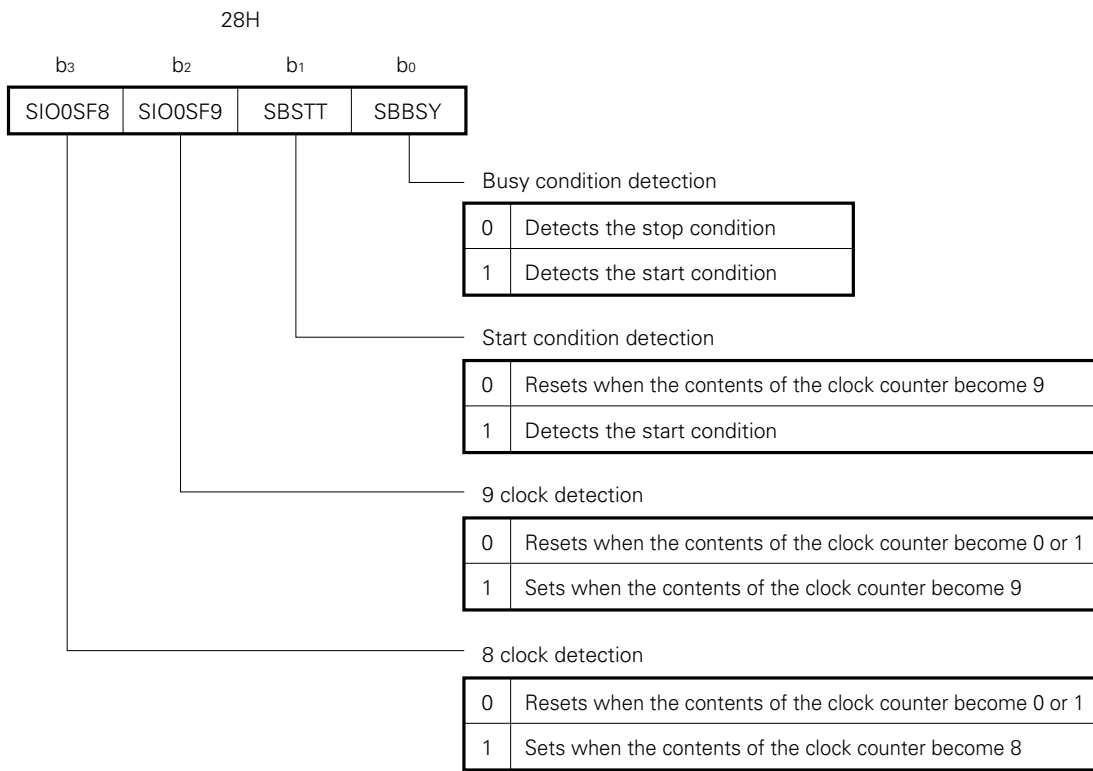 28H
b3 b2 b1 b0
SIO0SF8 SIO0SF9 SBSTT SBBSY
Busy condition detection
0 Detects the stop condition
1 Detects the start condition
Start condition detection
0 Resets when the contents of the clock counter become 9
1 Detects the start condition
9 clock detection
0 Resets when the contents of the clock counter become 0 or 1
1 Sets when the contents of the clock counter become 9
8 clock detection
0 Resets when the contents of the clock counter become 0 or 1
1 Sets when the contents of the clock counter become 8